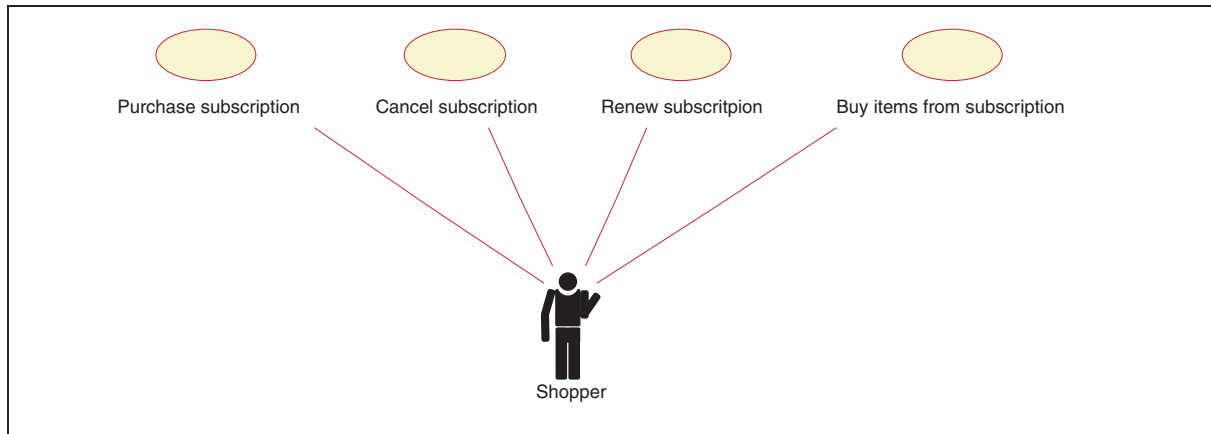 Purchase subscription
Cancel subscription
Renew subscritpion
Buy items from subscription
Shopper